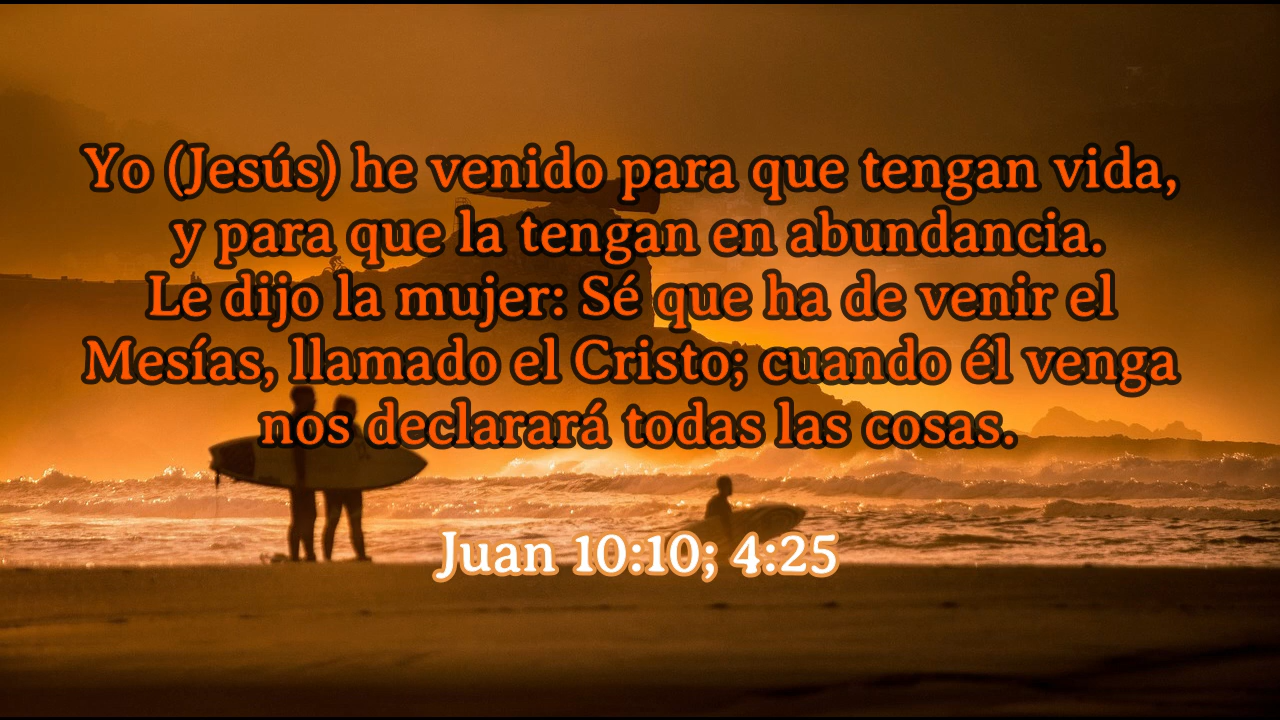 Yo (Jesús) he venido para que tengan vida,
y para que la tengan en abundancia.
Le dijo la mujer: Sé que ha de venir el
Mesías, llamado el Cristo; cuando él venga
nos declarará todas las cosas.
Juan 10:10; 4:25